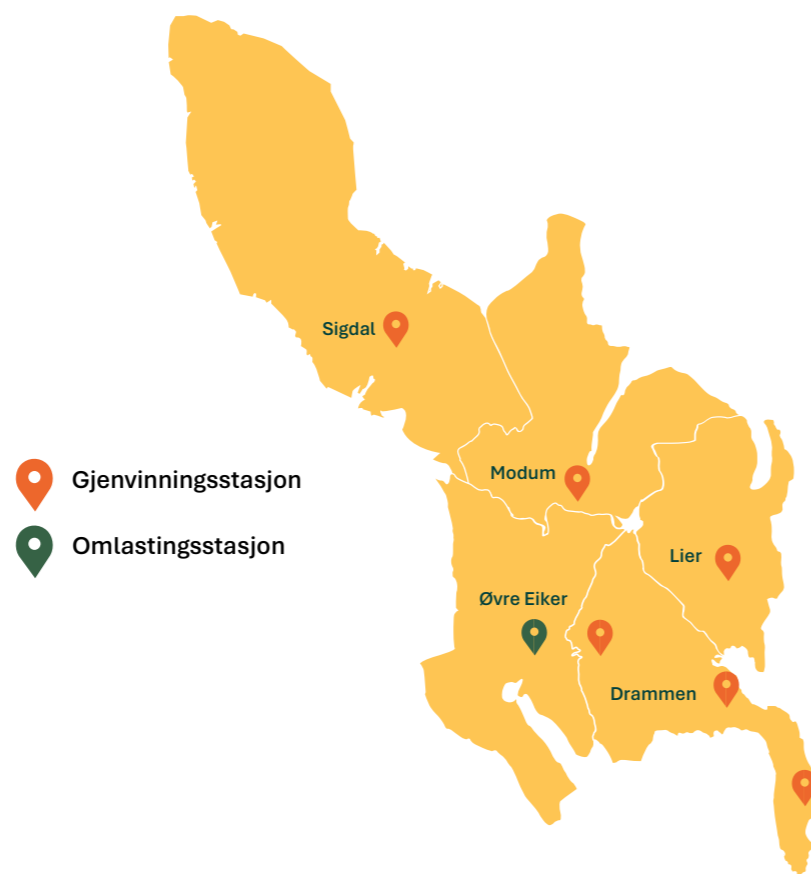 Sigdal
Modum
Gjenvinningsstasjon
Omlastingsstasjon
Lier
Øvre Eiker
Drammen